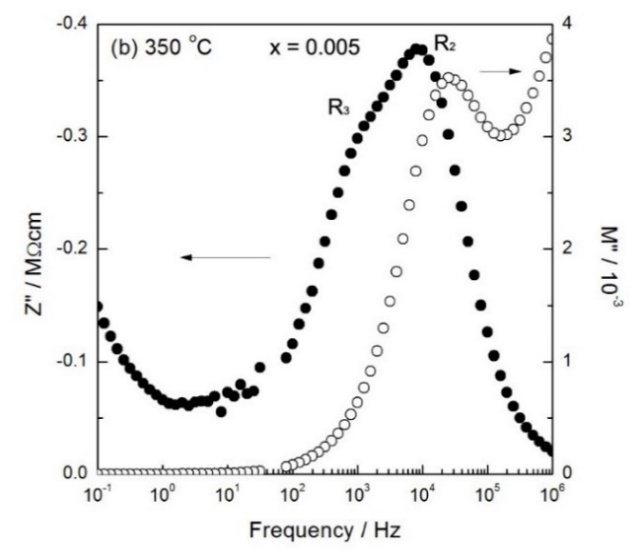 -0.4
4
(b) 350 °C
x = 0.005
R₂
R₃
-0.3
3
Z" / MΩcm
-0.2
2
M" / 10⁻³
-0.1
1
0.0
0
10⁻¹ 10⁰ 10¹ 10² 10³ 10⁴ 10⁵ 10⁶
Frequency / Hz